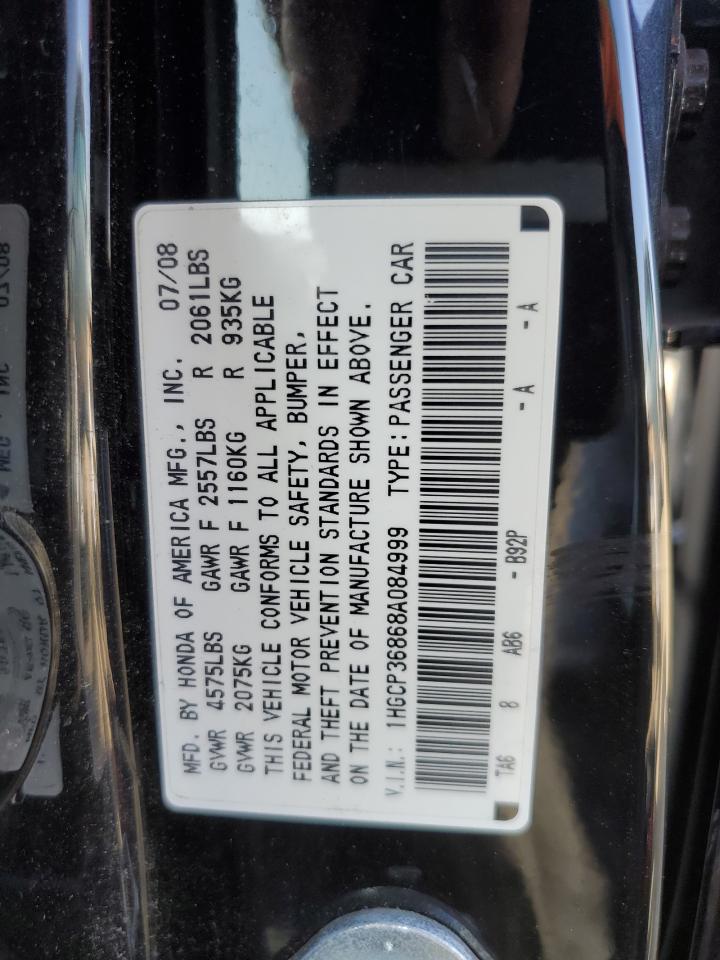 MFD. BY HONDA OF AMERICA MFG., INC. 07/08
GVWR 4575LBS GAWR F 2557LBS R 2061LBS
GVWR 2075KG GAWR F 1160KG R 935KG
THIS VEHICLE CONFORMS TO ALL APPLICABLE
FEDERAL MOTOR VEHICLE SAFETY, BUMPER,
AND THEFT PREVENTION STANDARDS IN EFFECT
ON THE DATE OF MANUFACTURE SHOWN ABOVE.
V.I.N.: 1HGCP36868A084999 TYPE: PASSENGER CAR
TA6 8 AB6 - B92P - A - A